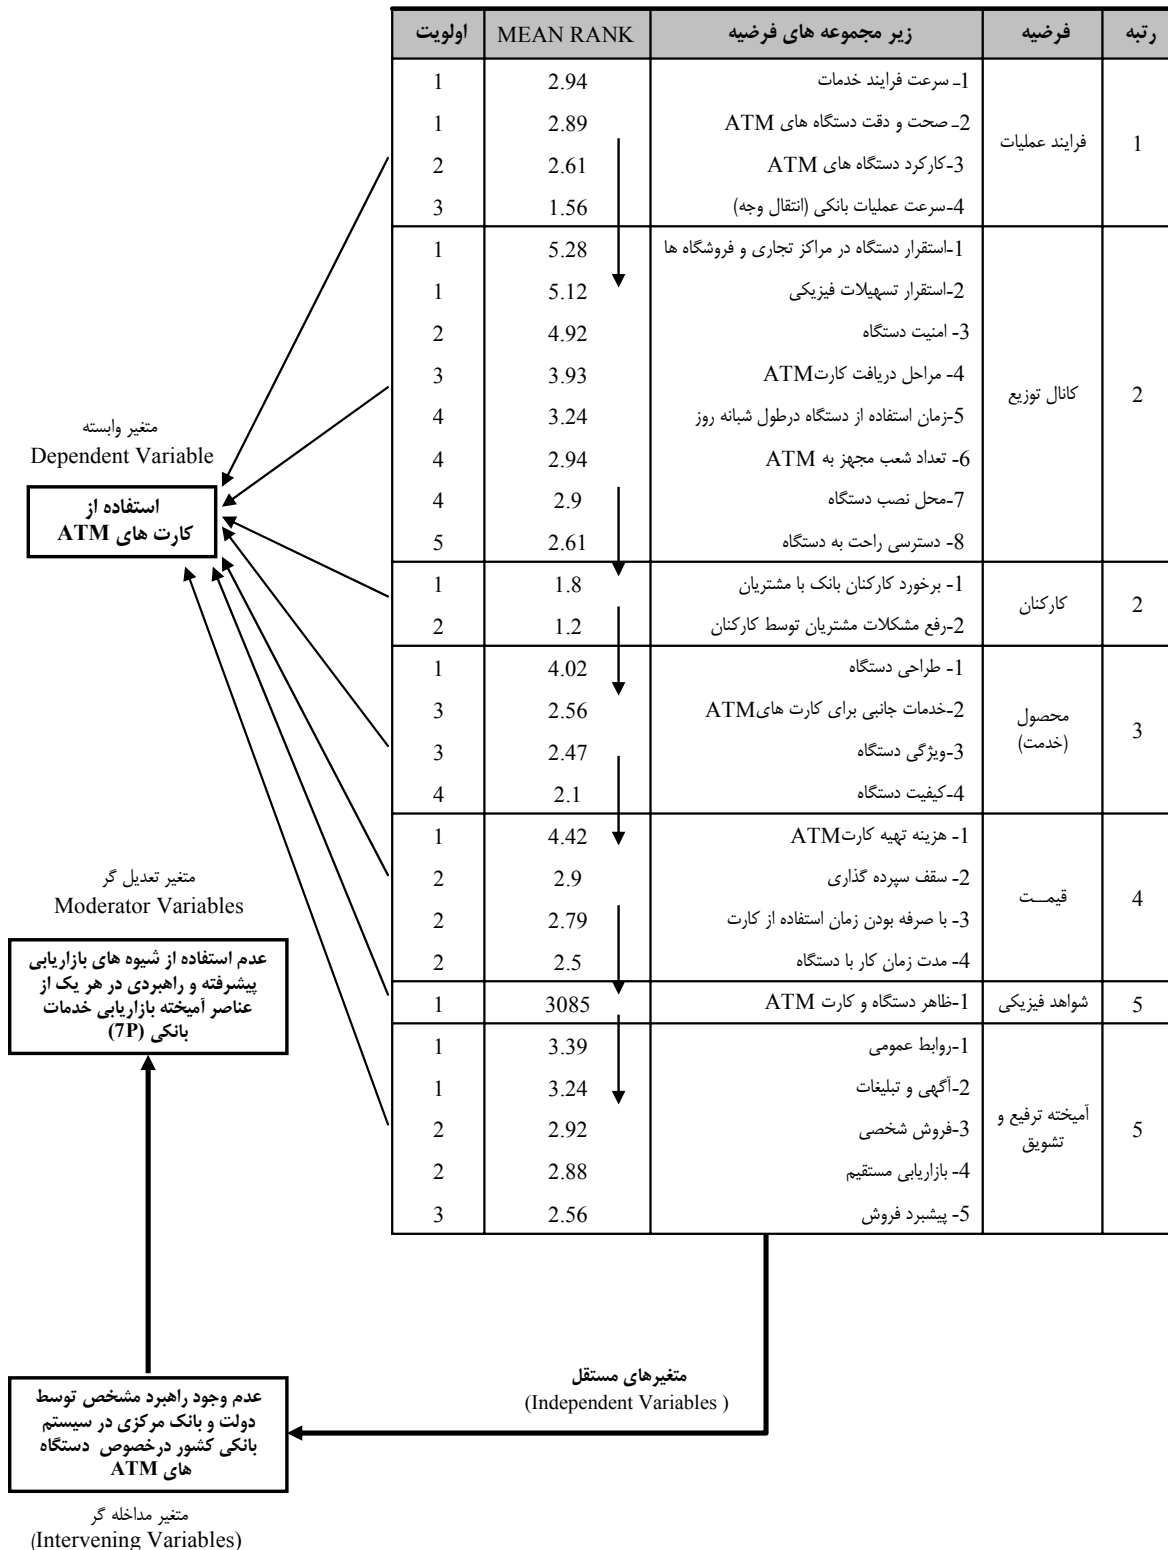 رتبه فرضیه زیر مجموعه های فرضیه MEAN RANK اولویت
1 فرایند عملیات
1ـ سرعت فرایند خدمات 2.94 1
2ـ صحت و دقت دستگاه های ATM 2.89 1
3-کارکرد دستگاه های ATM 2.61 2
4-سرعت عملیات بانکی (انتقال وجه) 1.56 3
2 کانال توزیع
1-استقرار دستگاه در مراکز تجاری و فروشگاه ها 5.28 1
2-استقرار تسهیلات فیزیکی 5.12 1
3- امنیت دستگاه 4.92 2
4- مراحل دریافت کارتATM 3.93 3
5-زمان استفاده از دستگاه درطول شبانه روز 3.24 4
6- تعداد شعب مجهز به ATM 2.94 4
7-محل نصب دستگاه 2.9 4
8- دسترسی راحت به دستگاه 2.61 5
2 کارکنان
1- برخورد کارکنان بانک با مشتریان 1.8 1
2-رفع مشکلات مشتریان توسط کارکنان 1.2 2
3 محصول
(خدمت)
1- طراحی دستگاه 4.02 1
2-خدمات جانبی برای کارت هایATM 2.56 3
3-ویژگی دستگاه 2.47 3
4-کیفیت دستگاه 2.1 4
4 قیمــت
1- هزینه تهیه کارتATM 4.42 1
2- سقف سپرده گذاری 2.9 2
3- با صرفه بودن زمان استفاده از کارت 2.79 2
4- مدت زمان کار با دستگاه 2.5 2
5 شواهد فیزیکی 1-ظاهر دستگاه و کارت ATM 3085 1
5 آمیخته ترفیع و
تشویق
1-روابط عمومی 3.39 1
2-آگهی و تبلیغات 3.24 1
3-فروش شخصی 2.92 2
4- بازاریابی مستقیم 2.88 2
5- پیشبرد فروش 2.56 3
متغیر وابسته
Dependent Variable
استفاده از
کارت های ATM
متغیر تعدیل گر
Moderator Variables
عدم استفاده از شیوه های بازاریابی
پیشرفته و راهبردی در هر یک از
عناصر آمیخته بازاریابی خدمات
بانکی (7P)
متغیرهای مستقل
(Independent Variables )
عدم وجود راهبرد مشخص توسط
دولت و بانک مرکزی در سیستم
بانکی کشور درخصوص دستگاه
های ATM
متغیر مداخله گر
(Intervening Variables)